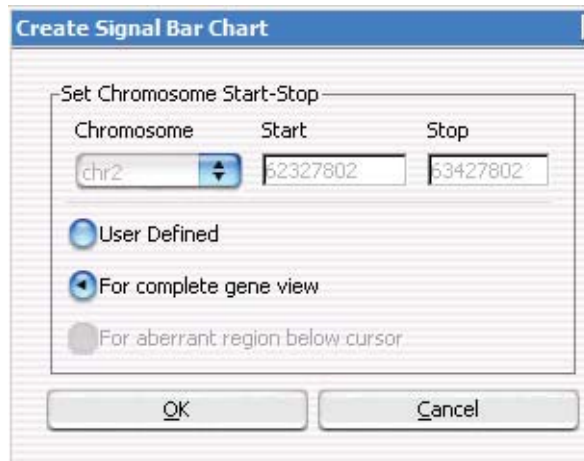 Create Signal Bar Chart
Set Chromosome Start-Stop
Chromosome Start Stop
chr2 62327802 63427802
User Defined
For complete gene view
For aberrant region below cursor
OK Cancel